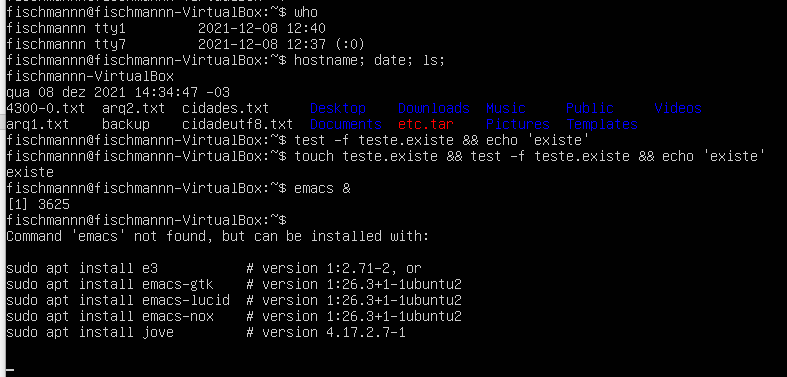 fischmannn@fischmannn-VirtualBox:~$ who
fischmannn tty1         2021-12-08 12:40
fischmannn tty7         2021-12-08 12:37 (:0)
fischmannn@fischmannn-VirtualBox:~$ hostname; date; ls;
fischmannn-VirtualBox
qua 08 dez 2021 14:34:47 -03
4300-0.txt  arq2.txt  cidades.txt      Desktop    Downloads  Music     Public     Videos
arq1.txt    backup    cidadeutf8.txt   Documents  etc.tar    Pictures  Templates
fischmannn@fischmannn-VirtualBox:~$ test -f teste.existe && echo 'existe'
fischmannn@fischmannn-VirtualBox:~$ touch teste.existe && test -f teste.existe && echo 'existe'
existe
fischmannn@fischmannn-VirtualBox:~$ emacs &
[1] 3625
fischmannn@fischmannn-VirtualBox:~$
Command 'emacs' not found, but can be installed with:
sudo apt install e3           # version 1:2.71-2, or
sudo apt install emacs-gtk    # version 1:26.3+1-1ubuntu2
sudo apt install emacs-lucid  # version 1:26.3+1-1ubuntu2
sudo apt install emacs-nox    # version 1:26.3+1-1ubuntu2
sudo apt install jove         # version 4.17.2.7-1